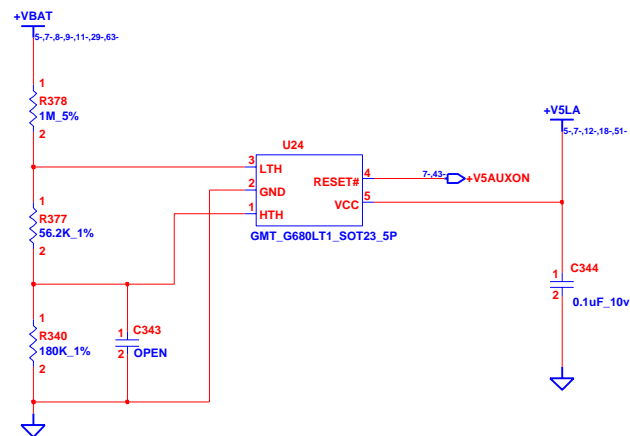 +VBAT
5-,7-,8-,9-,11-,29-,63-
1
R378
1M_5%
2
+V5LA
5-,7-,12-,18-,51-
U24
3
LTH
4
RESET#
7-,43-
+V5AUXON
2
GND
5
VCC
1
HTH
GMT_G680LT1_SOT23_5P
1
R377
56.2K_1%
2
1
C344
2
0.1uF_10v
1
R340
180K_1%
2
1
C343
2
OPEN